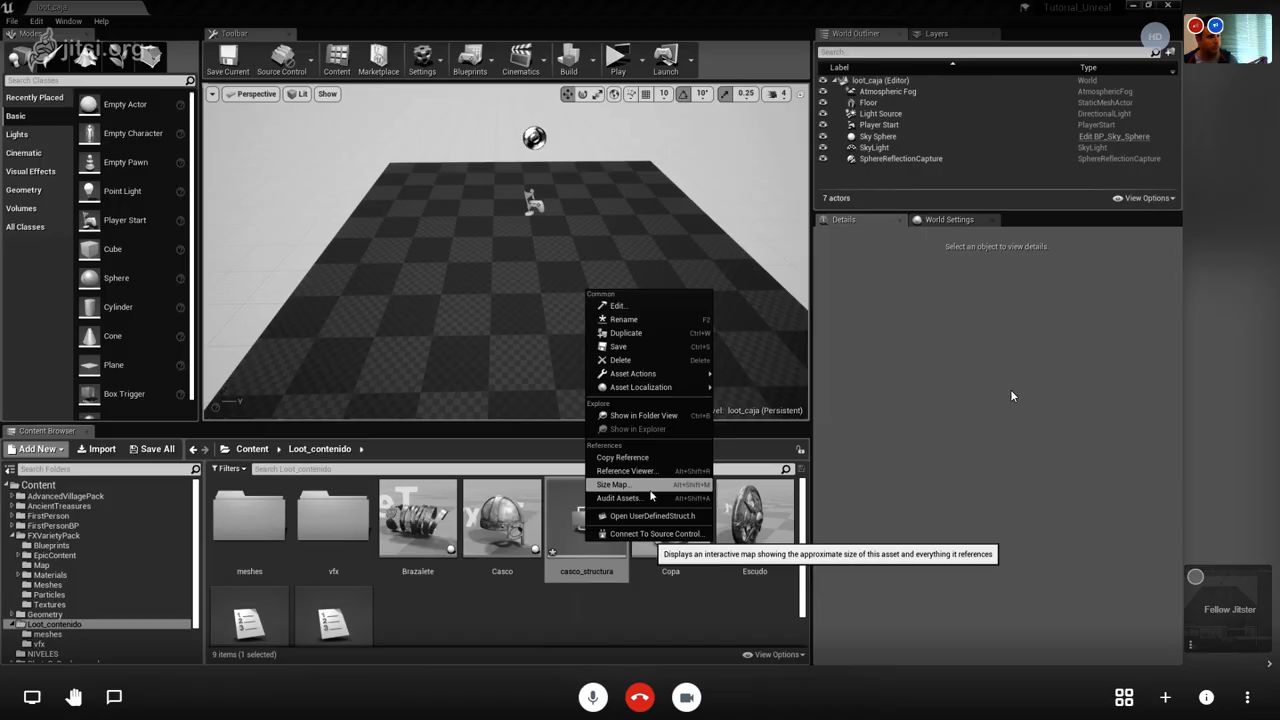 loot_caja
Tutorial_Unreal
File Edit Window Help
Modes
jitsi.org
Search Classes
Recently Placed
Basic
Lights
Cinematic
Visual Effects
Geometry
Volumes
All Classes
Empty Actor
Empty Character
Empty Pawn
Point Light
Player Start
Cube
Sphere
Cylinder
Cone
Plane
Box Trigger
Toolbar
Save Current
Source Control
Content
Marketplace
Settings
Blueprints
Cinematics
Build
Play
Launch
Perspective
Lit
Show
10
10°
0.25
4
Y
Level: loot_caja (Persistent)
World Outliner
Layers
HD
Search...
Label Type
loot_caja (Editor) World
Atmospheric Fog AtmosphericFog
Floor StaticMeshActor
Light Source DirectionalLight
Player Start PlayerStart
Sky Sphere Edit BP_Sky_Sphere
SkyLight SkyLight
SphereReflectionCapture SphereReflectionCapture
7 actors
View Options
Details
World Settings
Select an object to view details.
Common
Edit...
Rename F2
Duplicate Ctrl+W
Save Ctrl+S
Delete Delete
Asset Actions
Asset Localization
Explore
Show in Folder View Ctrl+B
Show in Explorer
References
Copy Reference
Reference Viewer... Alt+Shift+R
Size Map... Alt+Shift+M
Audit Assets... Alt+Shift+A
Open UserDefinedStruct.h
Connect To Source Control...
Displays an interactive map showing the approximate size of this asset and everything it references
Content Browser
Add New
Import
Save All
Content
Loot_contenido
Search Folders
Filters
Search Loot_contenido
Content
AdvancedVillagePack
AncientTreasures
FirstPerson
FirstPersonBP
FXVarietyPack
Blueprints
EpicContent
Map
Materials
Meshes
Particles
Textures
Geometry
Loot_contenido
meshes
vfx
NIVELES
meshes
vfx
Brazalete
Casco
casco_structura
Copa
Escudo
9 items (1 selected)
View Options
Fellow Jitster